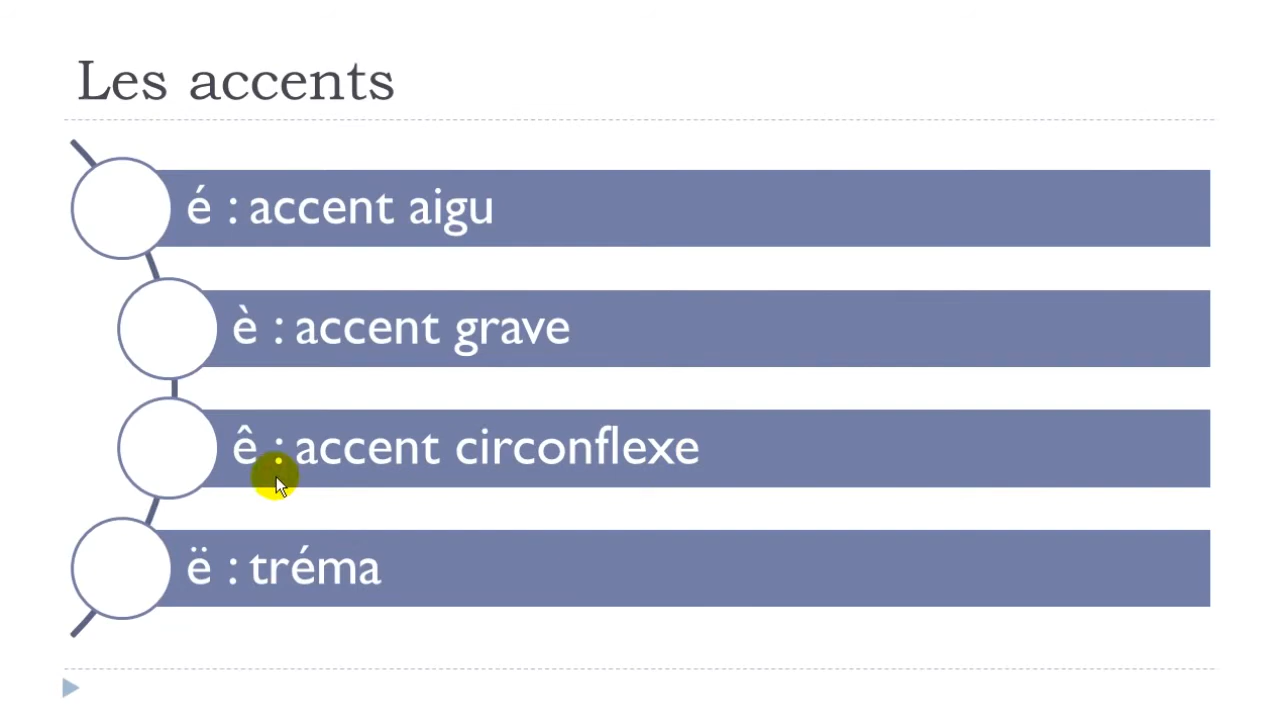 Les accents
é : accent aigu
è : accent grave
ê : accent circonflexe
ë : tréma